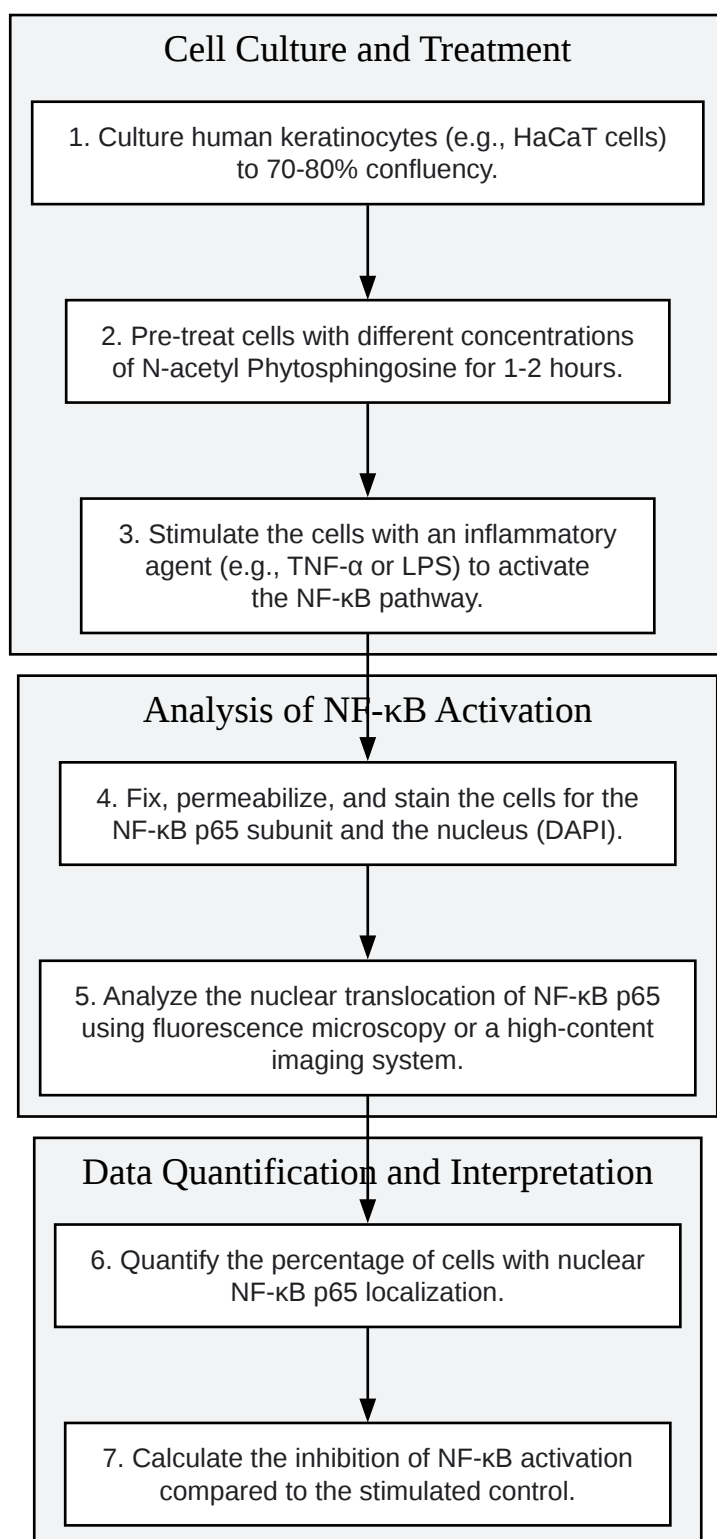 Cell Culture and Treatment
1. Culture human keratinocytes (e.g., HaCaT cells)
to 70-80% confluency.
2. Pre-treat cells with different concentrations
of N-acetyl Phytosphingosine for 1-2 hours.
3. Stimulate the cells with an inflammatory
agent (e.g., TNF-α or LPS) to activate
the NF-κB pathway.
Analysis of NF-κB Activation
4. Fix, permeabilize, and stain the cells for the
NF-κB p65 subunit and the nucleus (DAPI).
5. Analyze the nuclear translocation of NF-κB p65
using fluorescence microscopy or a high-content
imaging system.
Data Quantification and Interpretation
6. Quantify the percentage of cells with nuclear
NF-κB p65 localization.
7. Calculate the inhibition of NF-κB activation
compared to the stimulated control.